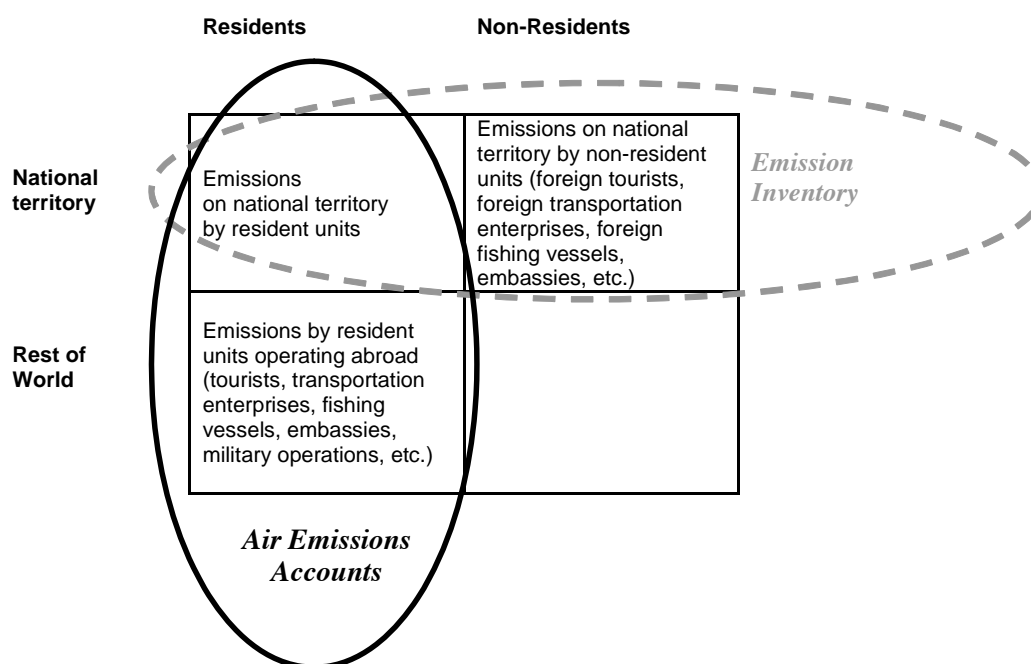 Residents
Non-Residents
National
territory
Emissions
on national territory
by resident units
Emissions on national
territory by non-resident
units (foreign tourists,
foreign transportation
enterprises, foreign
fishing vessels,
embassies, etc.)
Emission
Inventory
Rest of
World
Emissions by resident
units operating abroad
(tourists, transportation
enterprises, fishing
vessels, embassies,
military operations, etc.)
Air Emissions
Accounts